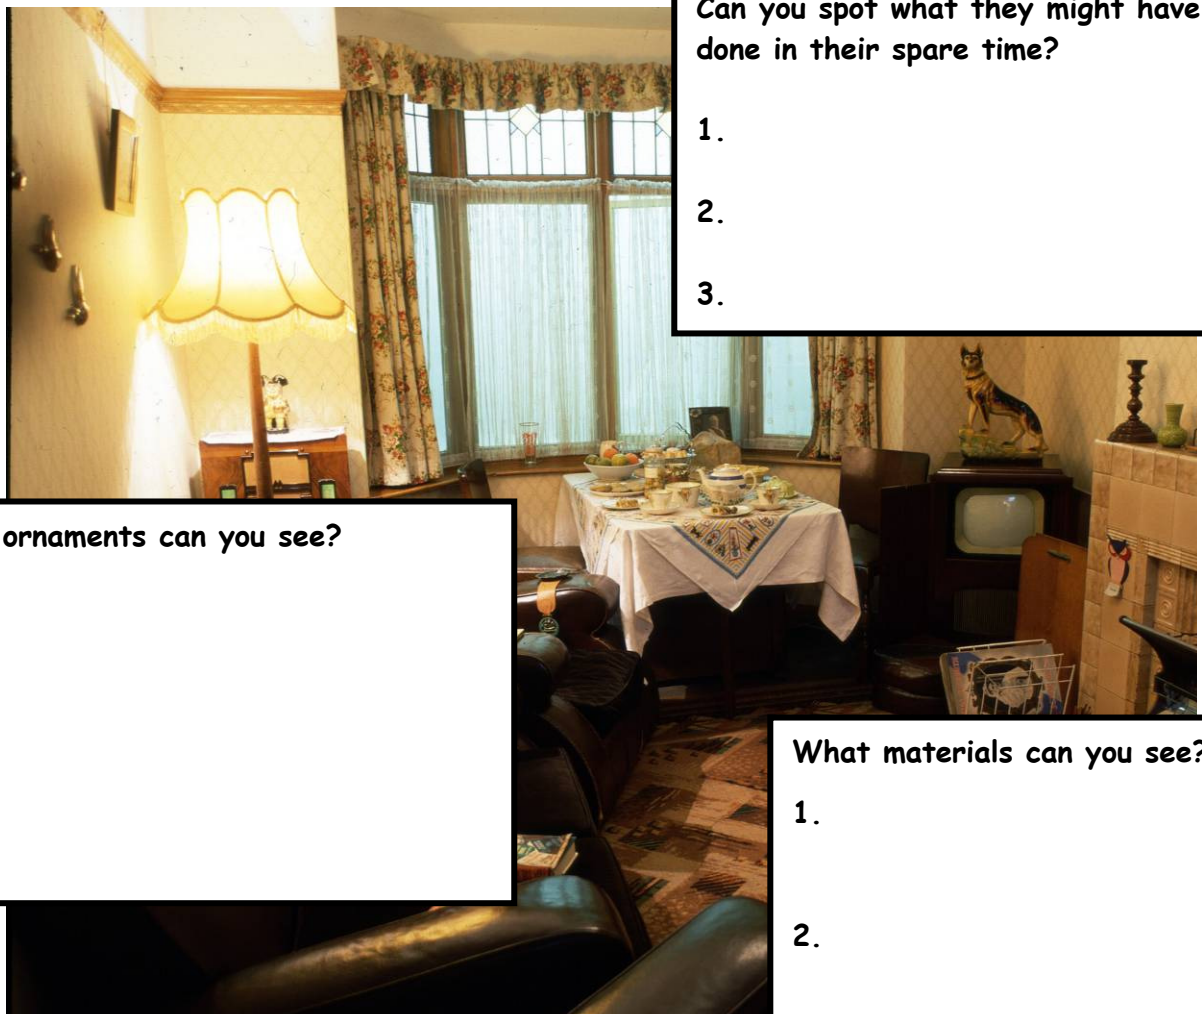 Can you spot what they might have
done in their spare time?
1.
2.
3.
ornaments can you see?
What materials can you see?
1.
2.